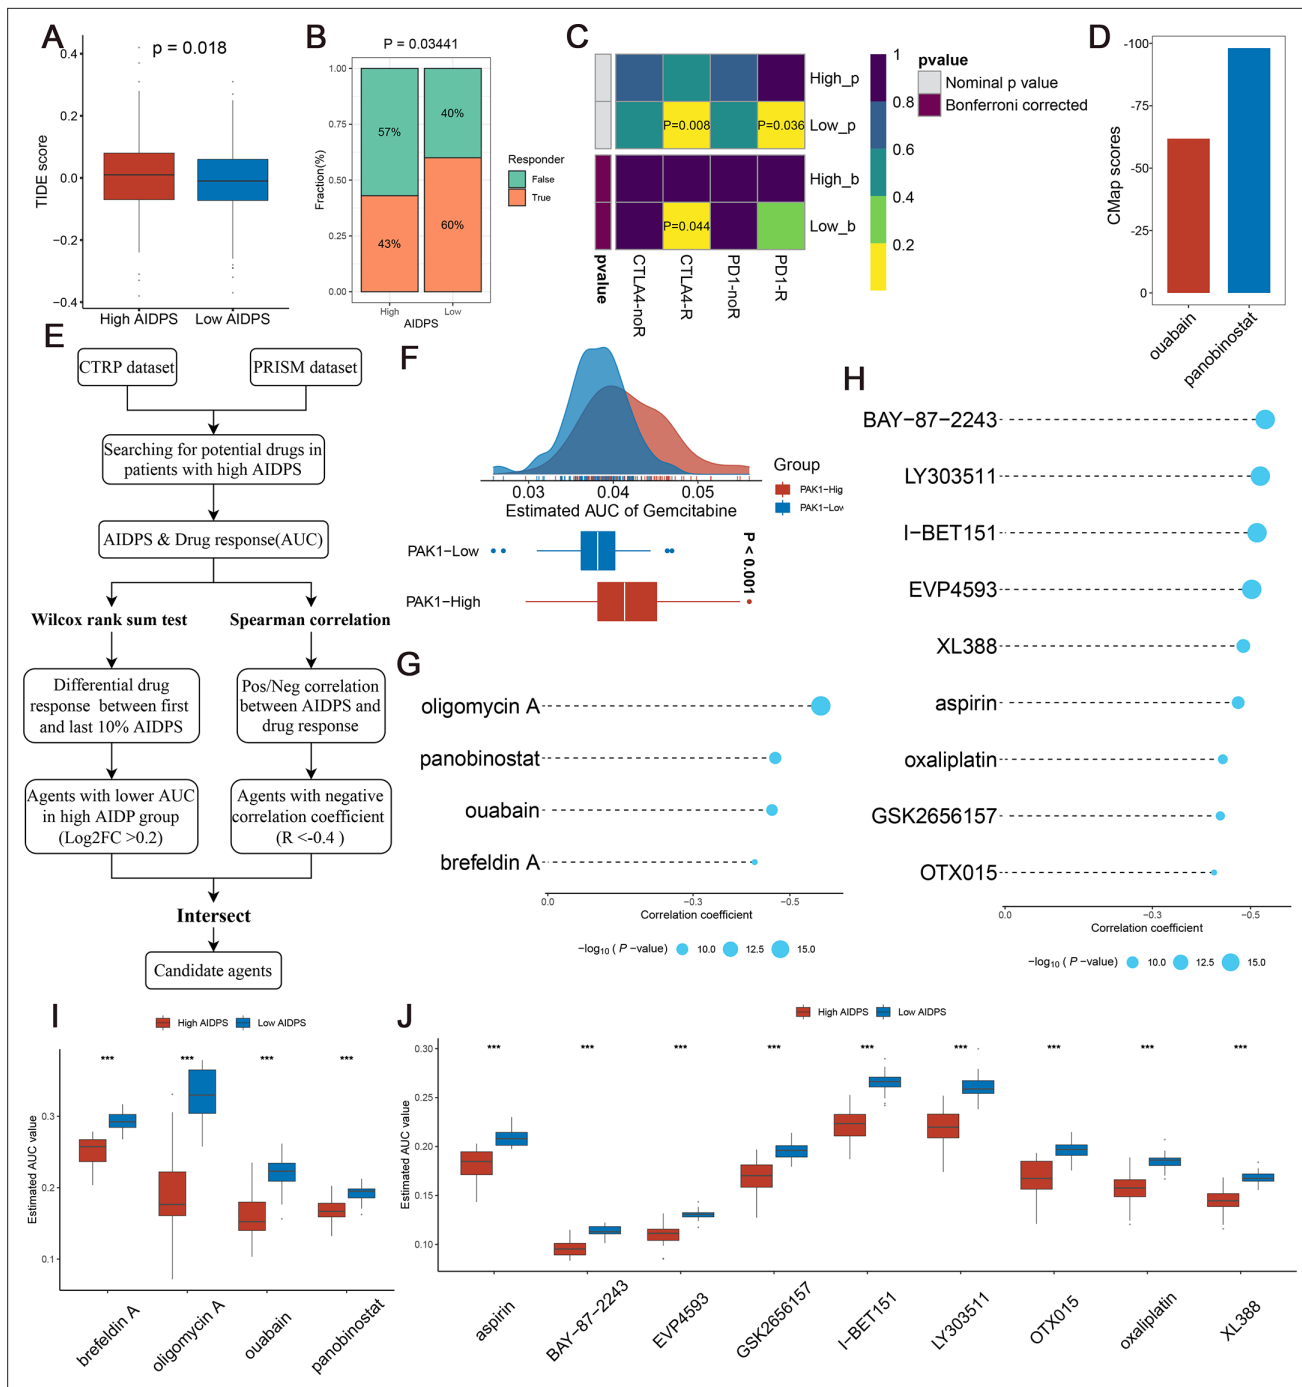 A
p = 0.018
TIDE score
0.4
0.2
0.0
−0.2
−0.4
High AIDPS
Low AIDPS
B
P = 0.03441
Fraction(%)
1.00
0.75
0.50
0.25
0.00
57%
40%
43%
60%
High
Low
AIDPS
Responder
False
True
C
High_p
P=0.008
P=0.036
Low_p
High_b
P=0.044
Low_b
pvalue
CTLA4-noR
CTLA4-R
PD1-noR
PD1-R
1
0.8
0.6
0.4
0.2
pvalue
Nominal p value
Bonferroni corrected
D
CMap scores
-100
-75
-50
-25
0
ouabain
panobinostat
E
CTRP dataset
PRISM dataset
Searching for potential drugs in
patients with high AIDPS
AIDPS & Drug response(AUC)
Wilcox rank sum test
Spearman correlation
Differential drug
response between first
and last 10% AIDPS
Pos/Neg correlation
between AIDPS and
drug response
Agents with lower AUC
in high AIDP group
(Log2FC >0.2)
Agents with negative
correlation coefficient
(R <-0.4 )
Intersect
Candidate agents
F
0.03
0.04
0.05
Estimated AUC of Gemcitabine
Group
PAK1−Hig
PAK1−Low
PAK1−Low
PAK1−High
P < 0.001
G
oligomycin A
panobinostat
ouabain
brefeldin A
0.0
−0.3
−0.5
Correlation coefficient
−log10 ( P −value)
10.0
12.5
15.0
H
BAY−87−2243
LY303511
I−BET151
EVP4593
XL388
aspirin
oxaliplatin
GSK2656157
OTX015
0.0
−0.3
−0.5
Correlation coefficient
−log10 ( P −value)
10.0
12.5
15.0
I
High AIDPS
Low AIDPS
***
***
***
***
Estimated AUC value
0.3
0.2
0.1
brefeldin A
oligomycin A
ouabain
panobinostat
J
High AIDPS
Low AIDPS
***
***
***
***
***
***
***
***
***
Estimated AUC value
0.30
0.25
0.20
0.15
0.10
aspirin
BAY−87−2243
EVP4593
GSK2656157
I−BET151
LY303511
OTX015
oxaliplatin
XL388